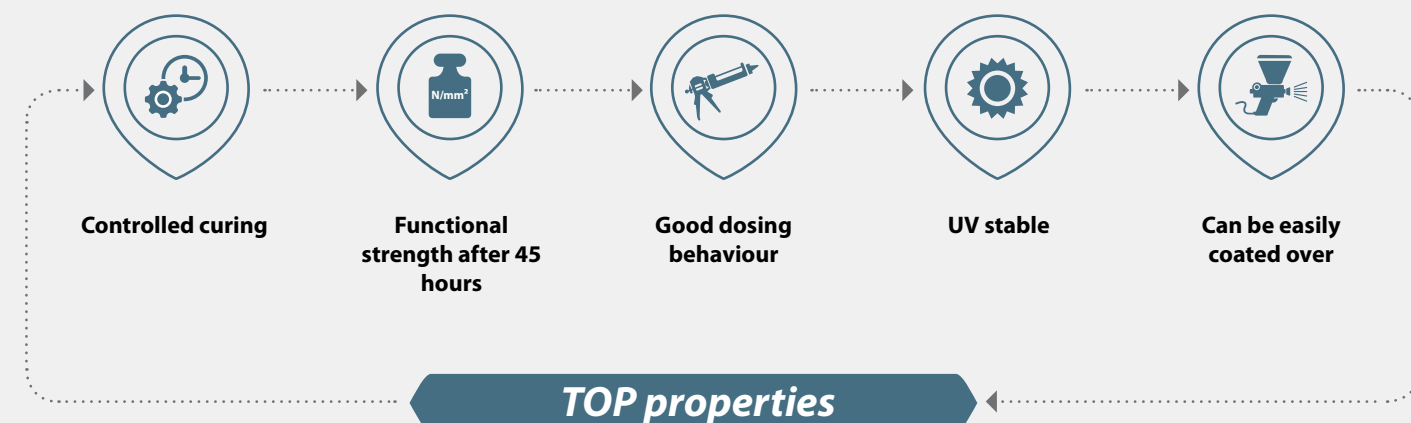 N/mm²
Controlled curing
Functional
strength after 45
hours
Good dosing
behaviour
UV stable
Can be easily
coated over
TOP properties